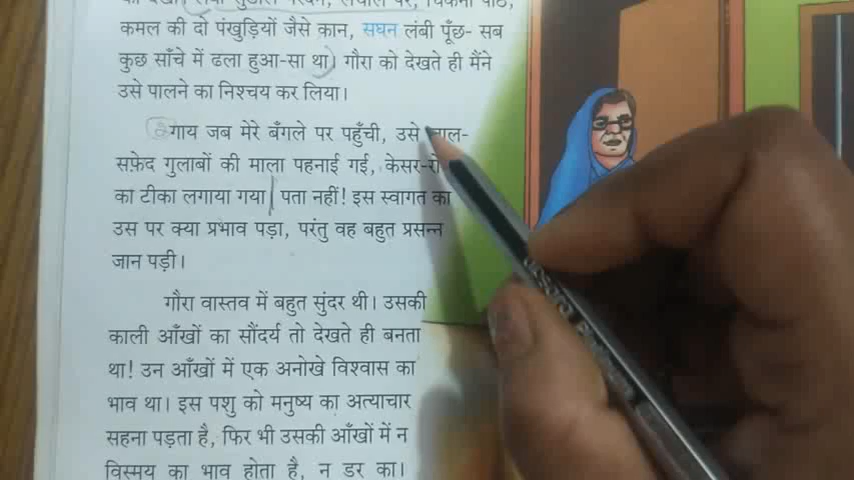 कमल की दो पंखुड़ियों जैसे कान, सघन लंबी पूँछ- सब
कुछ साँचे में ढला हुआ-सा था। गौरा को देखते ही मैंने
उसे पालने का निश्चय कर लिया।
गाय जब मेरे बँगले पर पहुँची, उसे
सफ़ेद गुलाबों की माला पहनाई गई, केसर-
का टीका लगाया गया। पता नहीं! इस स्वागत का
उस पर क्या प्रभाव पड़ा, परंतु वह बहुत प्रसन्न
जान पड़ी।
गौरा वास्तव में बहुत सुंदर थी। उसकी
काली आँखों का सौंदर्य तो देखते ही बनता
था! उन आँखों में एक अनोखे विश्वास का
भाव था। इस पशु को मनुष्य का अत्याचार
सहना पड़ता है, फिर भी उसकी आँखों में न
विस्मय का भाव होता है, न डर का।